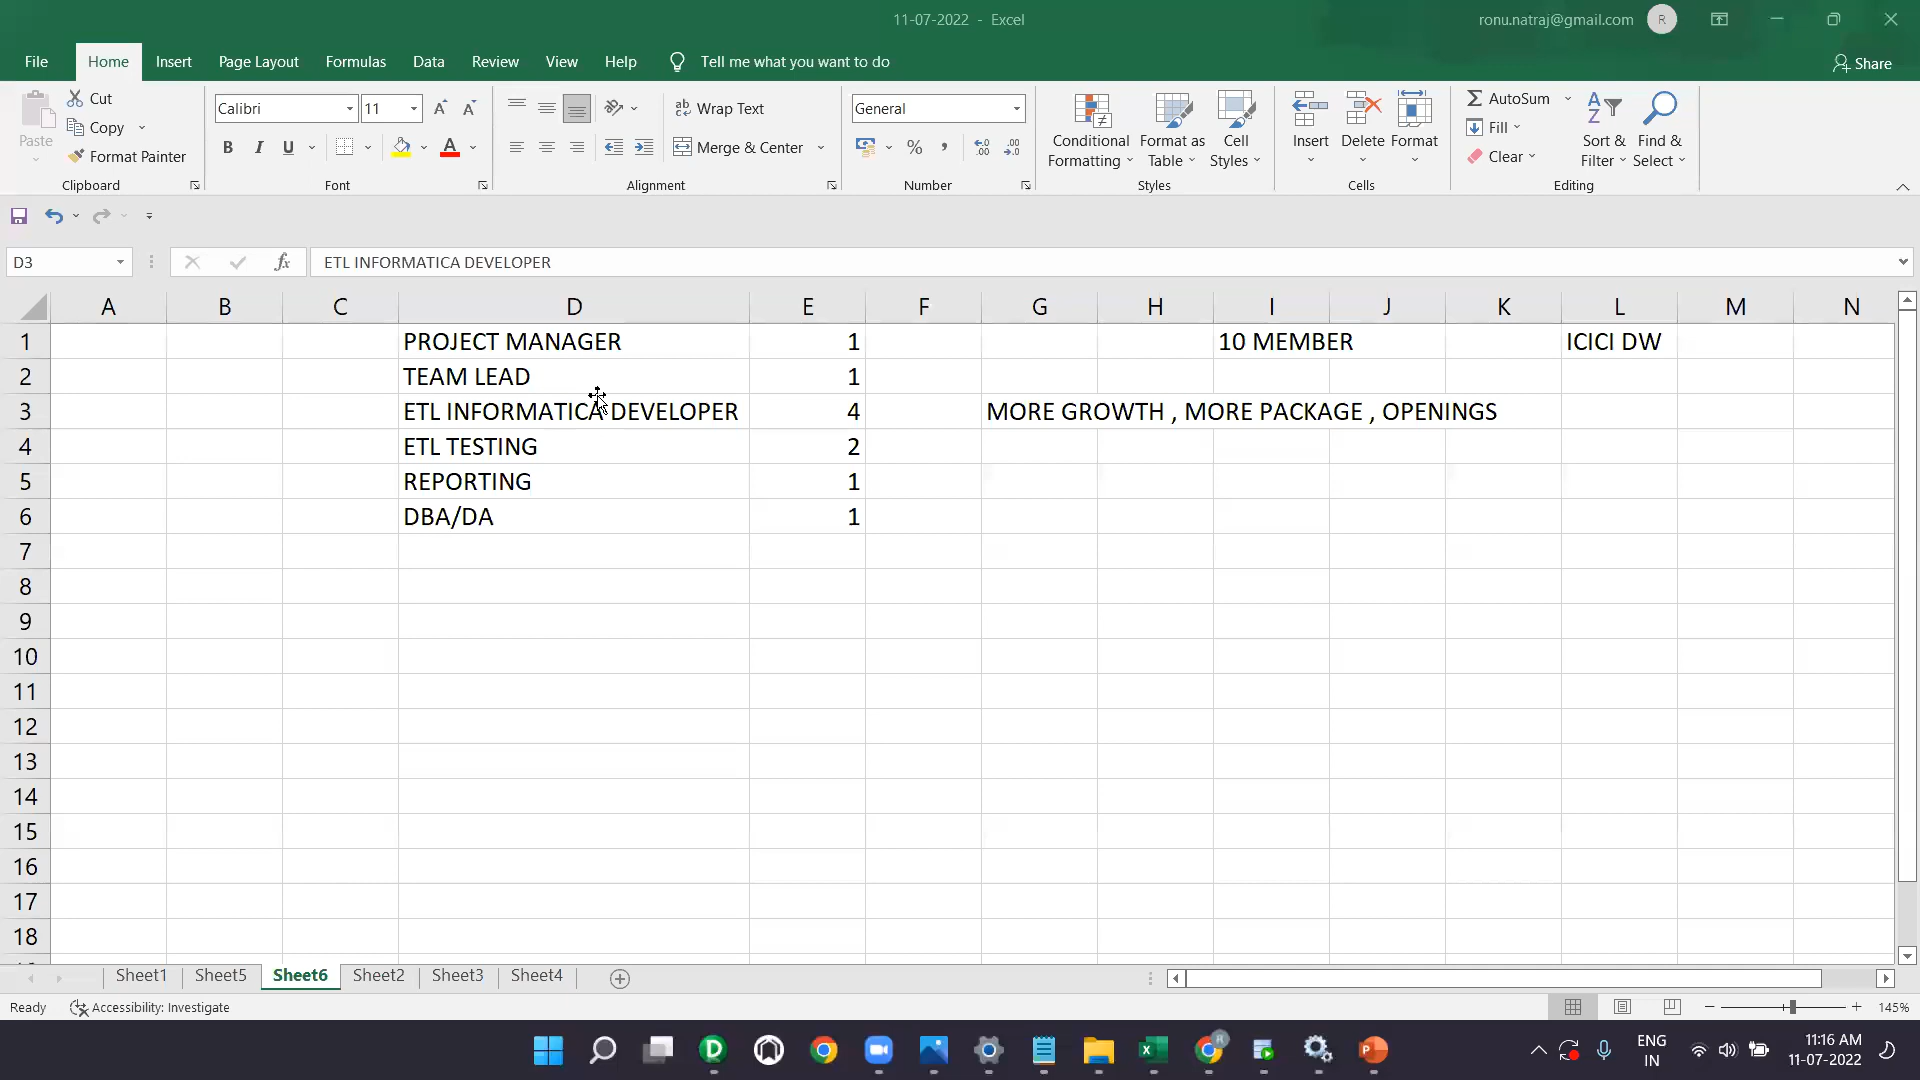 11-07-2022 - Excel
ronu.natraj@gmail.com R
File Home Insert Page Layout Formulas Data Review View Help Tell me what you want to do Share
Cut
Copy
Format Painter
Paste
Clipboard
Calibri 11
B I U A
Font
ab Wrap Text
Merge & Center
Alignment
General
%
Number
Conditional Formatting
Format as Table
Cell Styles
Styles
Insert Delete Format
Cells
AutoSum
Fill
Clear
Sort & Filter
Find & Select
Editing
D3 fx ETL INFORMATICA DEVELOPER
A B C D E F G H I J K L M N
1 PROJECT MANAGER 1 10 MEMBER ICICI DW
2 TEAM LEAD 1
3 ETL INFORMATICA DEVELOPER 4 MORE GROWTH , MORE PACKAGE , OPENINGS
4 ETL TESTING 2
5 REPORTING 1
6 DBA/DA 1
7
8
9
10
11
12
13
14
15
16
17
18
Sheet1 Sheet5 Sheet6 Sheet2 Sheet3 Sheet4
Ready Accessibility: Investigate 145%
ENG IN
11:16 AM
11-07-2022